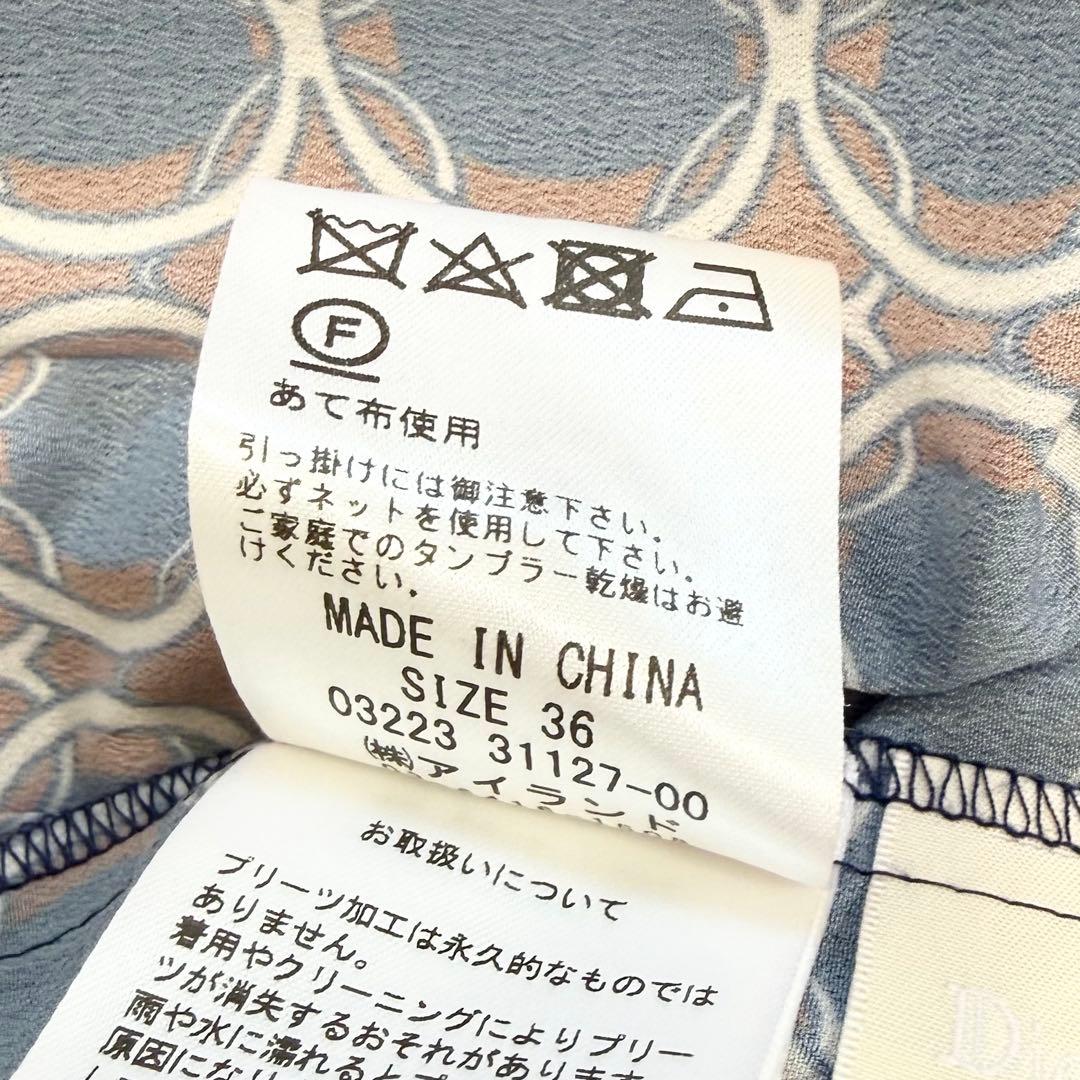 F
あて布使用
引っ掛けには御注意下さい.
必ずネットを使用して下さい.
ご家庭でのタンブラー乾燥はお避
けください.
MADE IN CHINA
SIZE 36
03223 31127-00
㈱アイランド
お取扱いについて
プリーツ加工は永久的なものでは
ありません。
着用やクリーニングによりプリー
ツが消失するおそれがあります
雨や水に濡れると
原因になり
D